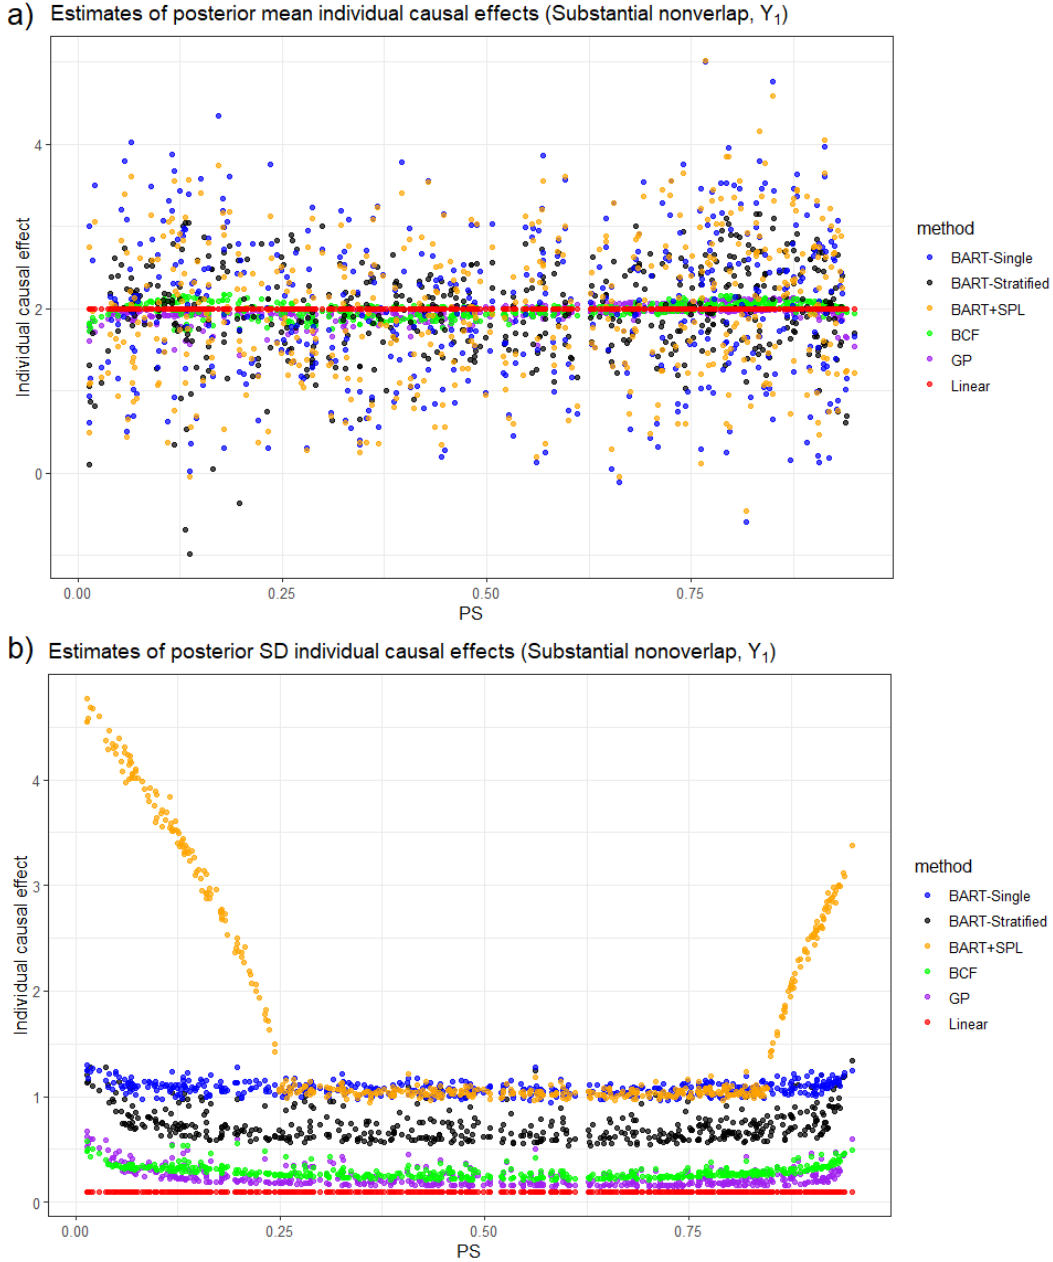 a) Estimates of posterior mean individual causal effects (Substantial nonverlap, Y1)
Individual causal effect
4
2
0
0.00 0.25 0.50 0.75
PS
method
BART-Single
BART-Stratified
BART+SPL
BCF
GP
Linear
b) Estimates of posterior SD individual causal effects (Substantial nonoverlap, Y1)
Individual causal effect
4
3
2
1
0
0.00 0.25 0.50 0.75
PS
method
BART-Single
BART-Stratified
BART+SPL
BCF
GP
Linear